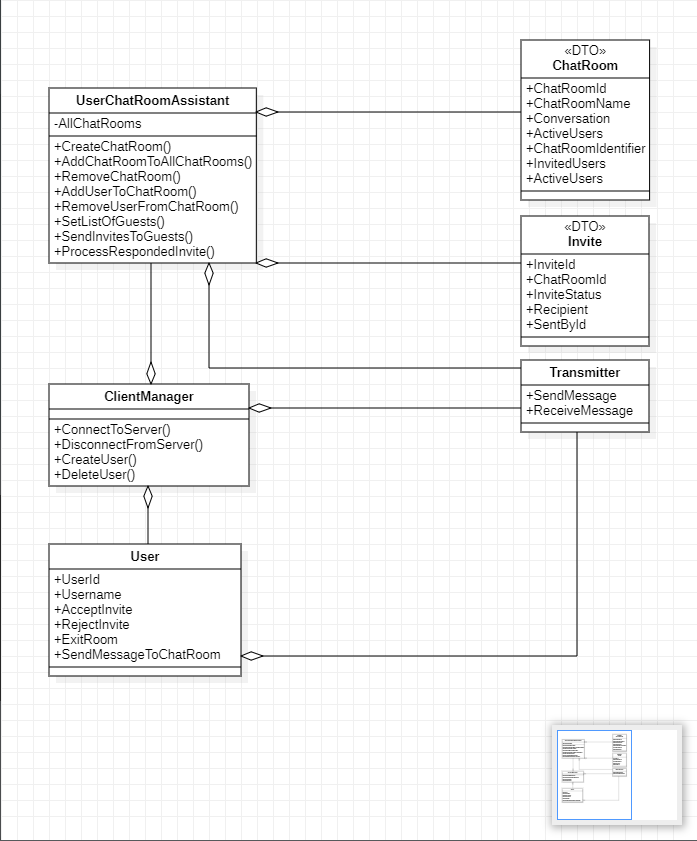 UserChatRoomAssistant
-AllChatRooms
+CreateChatRoom()
+AddChatRoomToAllChatRooms()
+RemoveChatRoom()
+AddUserToChatRoom()
+RemoveUserFromChatRoom()
+SetListOfGuests()
+SendInvitesToGuests()
+ProcessRespondedInvite()
«DTO»
ChatRoom
+ChatRoomId
+ChatRoomName
+Conversation
+ActiveUsers
+ChatRoomIdentifier
+InvitedUsers
+ActiveUsers
«DTO»
Invite
+InviteId
+ChatRoomId
+InviteStatus
+Recipient
+SentById
Transmitter
+SendMessage
+ReceiveMessage
ClientManager
+ConnectToServer()
+DisconnectFromServer()
+CreateUser()
+DeleteUser()
User
+UserId
+Username
+AcceptInvite
+RejectInvite
+ExitRoom
+SendMessageToChatRoom